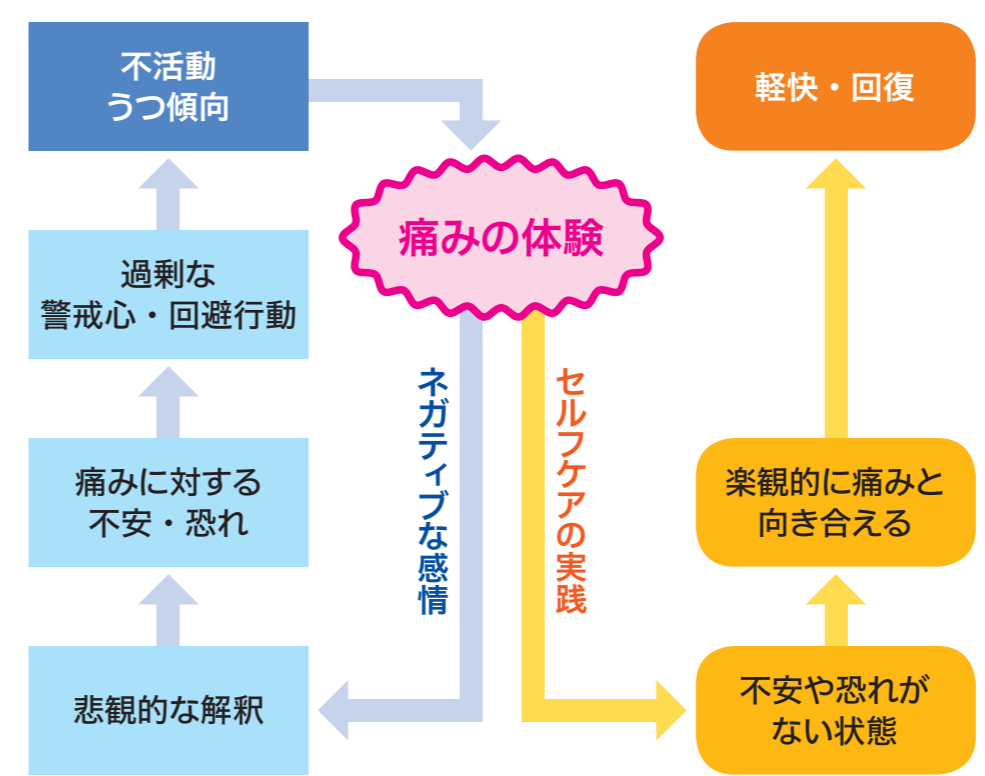 不活動
うつ傾向
軽快・回復
痛みの体験
過剰な
警戒心・回避行動
ネガティブな感情
セルフケアの実践
痛みに対する
不安・恐れ
楽観的に痛みと
向き合える
悲観的な解釈
不安や恐れが
ない状態